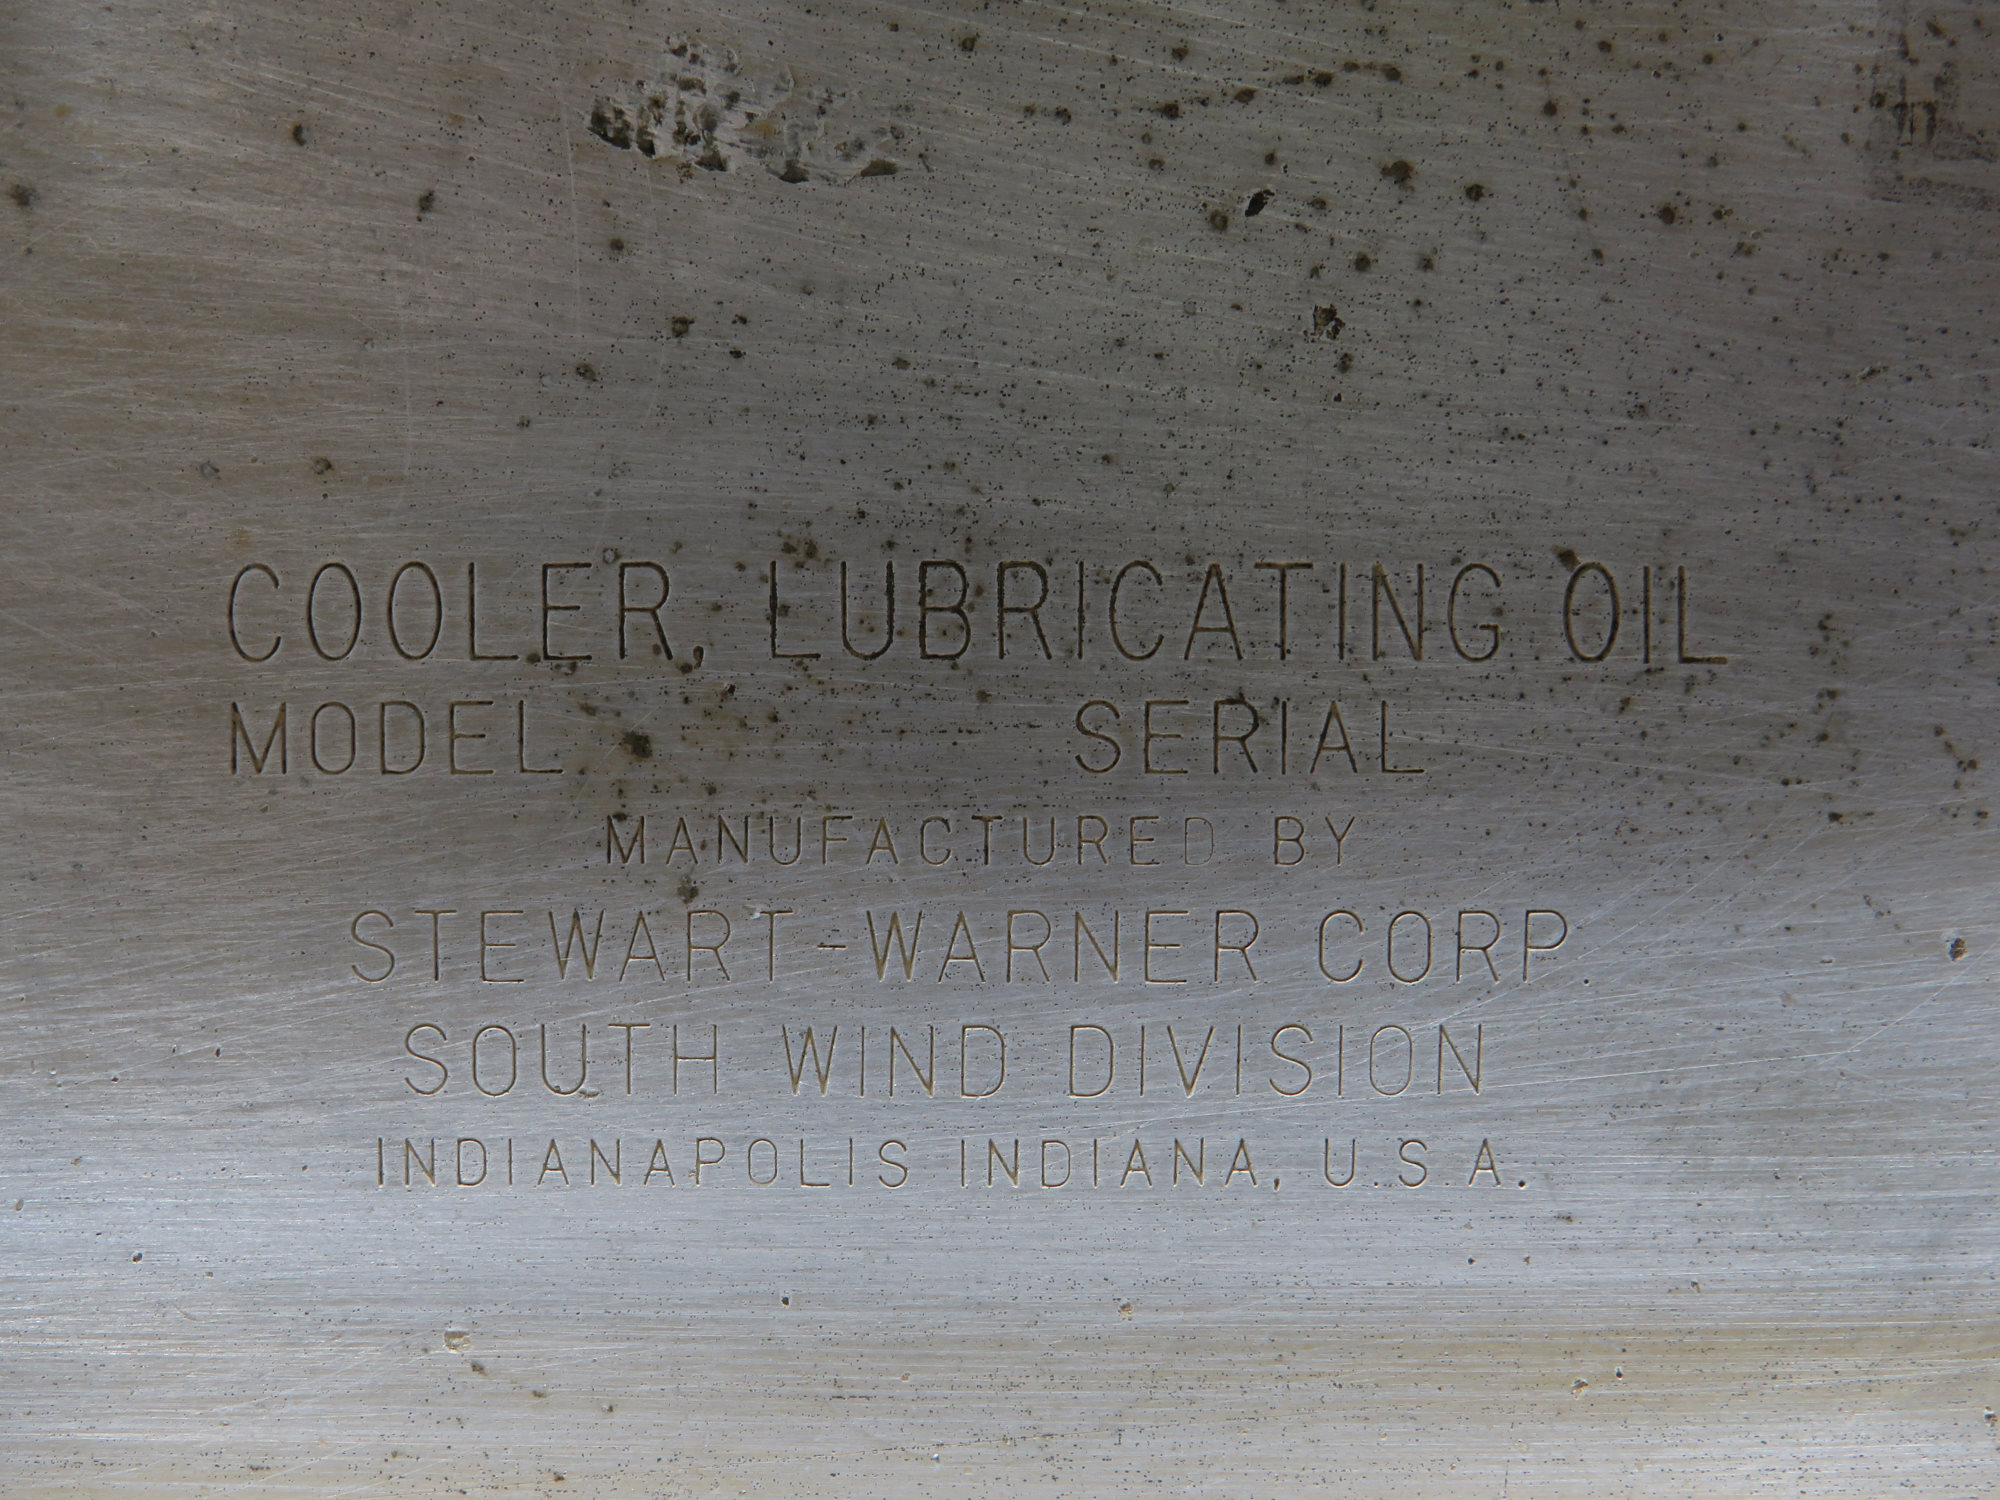 COOLER, LUBRICATING OIL
MODEL SERIAL
MANUFACTURED BY
STEWART-WARNER CORP.
SOUTH WIND DIVISION
INDIANAPOLIS INDIANA, U.S.A.